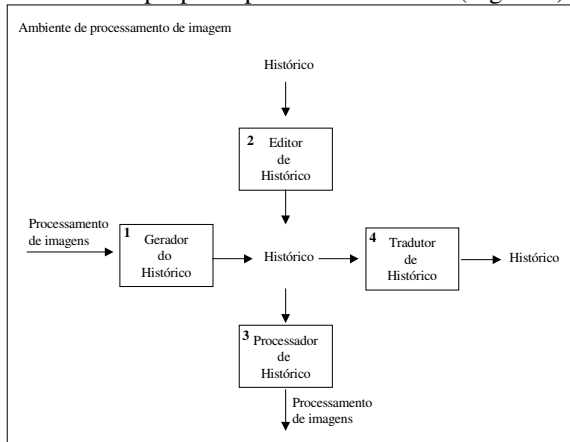 Ambiente de processamento de imagem
Histórico
2 Editor
de
Histórico
Processamento
de imagens
1 Gerador
do
Histórico
Histórico
4 Tradutor
de
Histórico
Histórico
3 Processador
de
Histórico
Processamento
de imagens